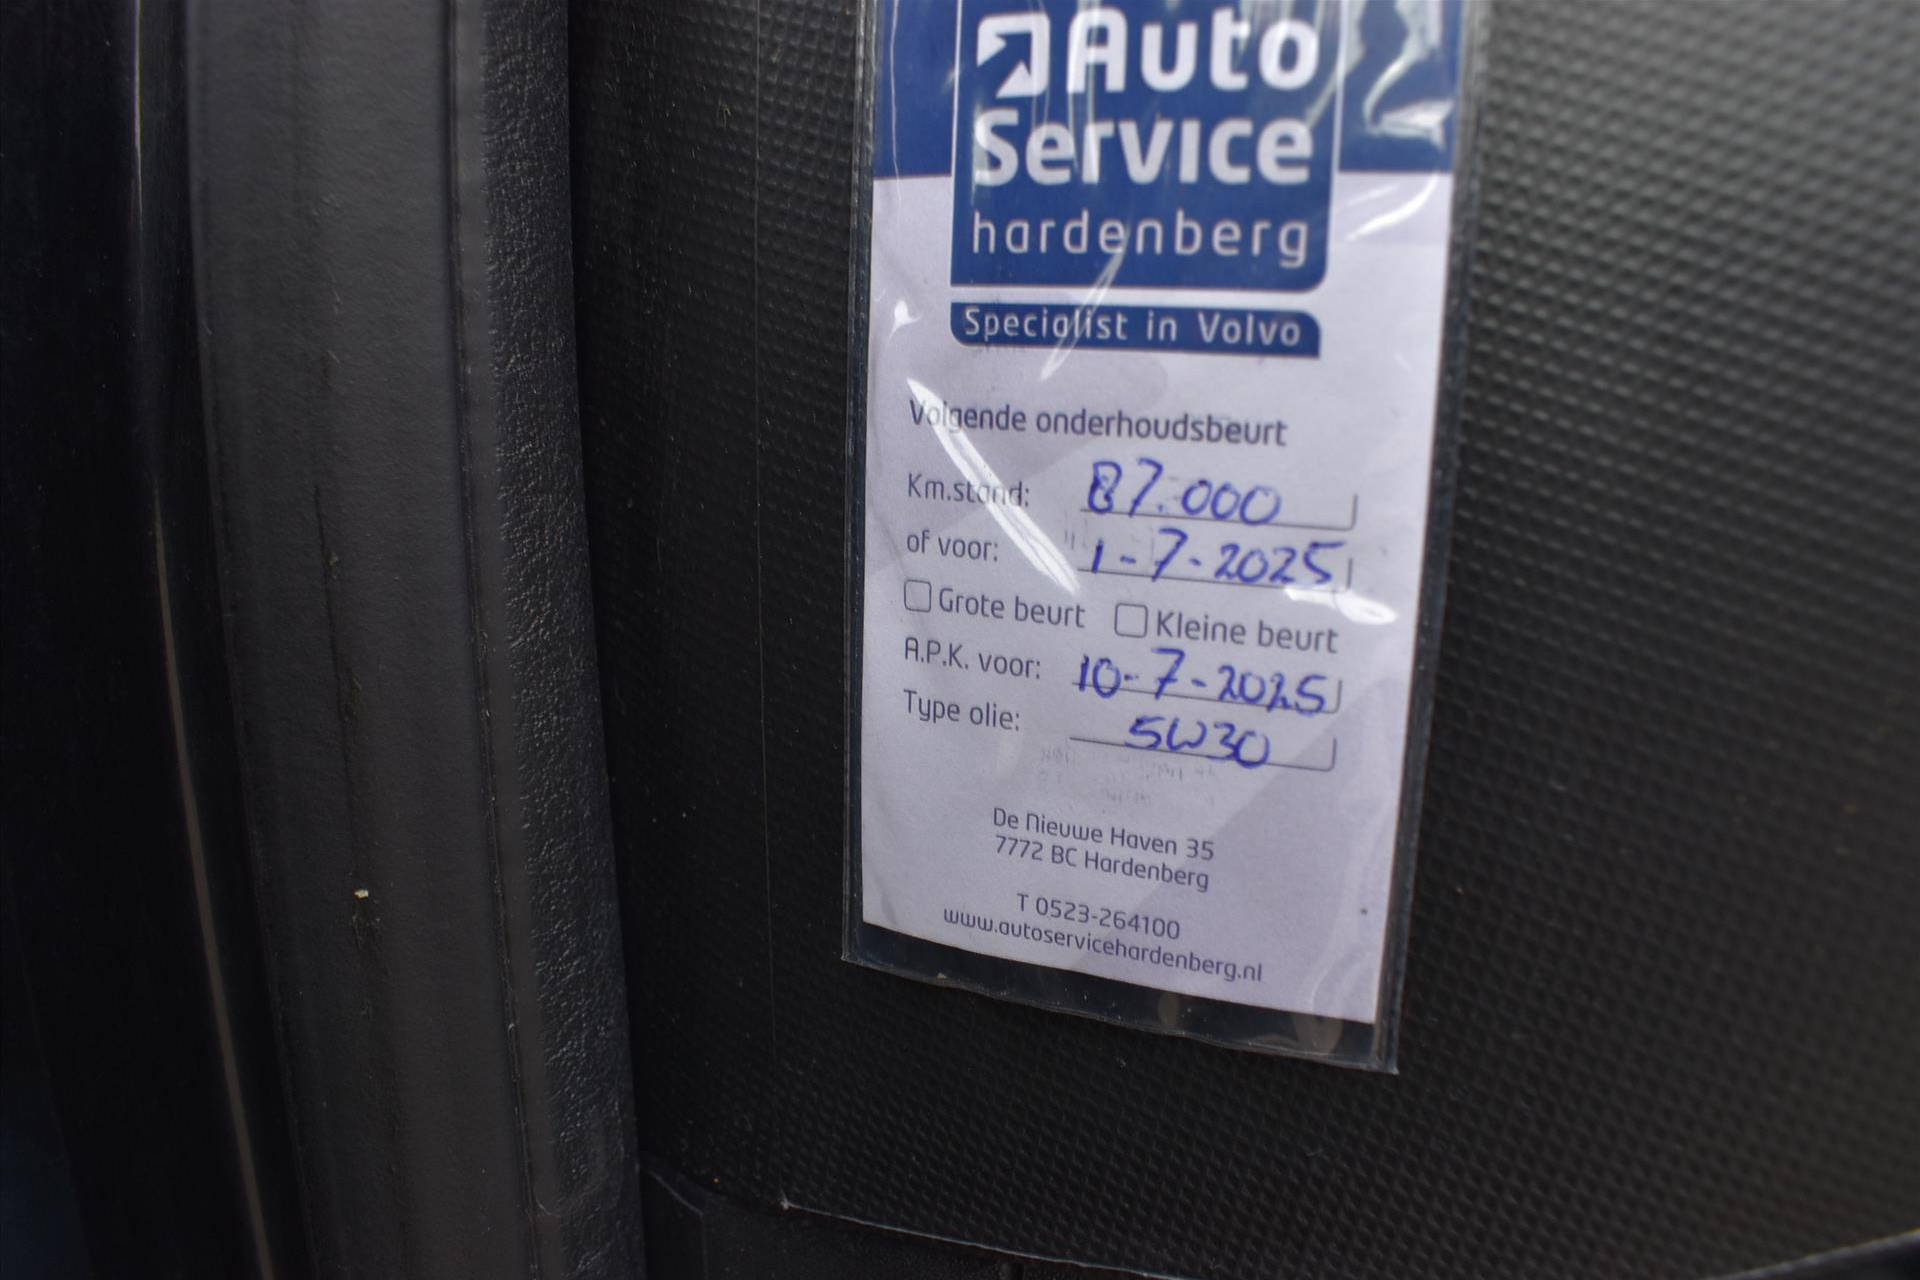 Auto
Service
hardenberg
Specialist in Volvo
Volgende onderhoudsbeurt
Km.stand: 87.000
of voor: 1-7-2025
Grote beurt Kleine beurt
A.P.K. voor: 10-7-2025
Type olie: 5W30
De Nieuwe Haven 35
7772 BC Hardenberg
T 0523-264100
www.autoservicehardenberg.nl